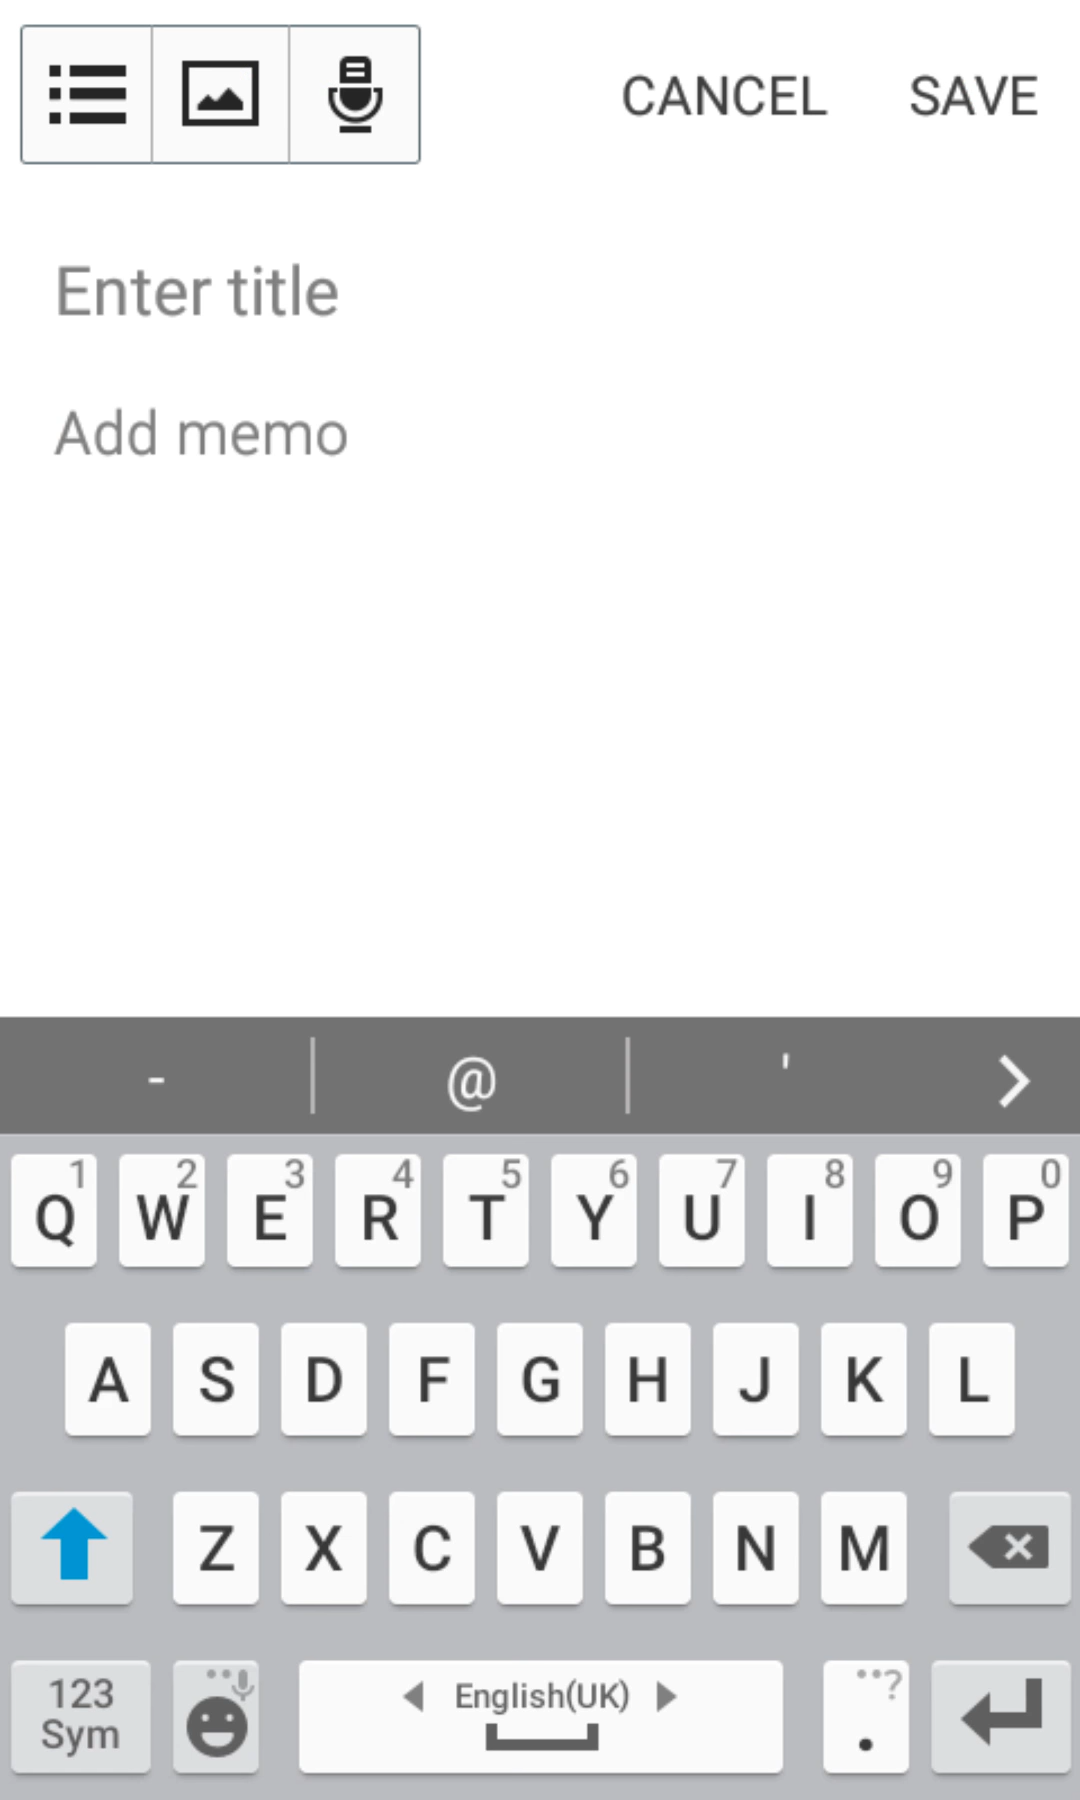 CANCEL SAVE
Enter title
Add memo
- @ '
1 2 3 4 5 6 7 8 9 0
Q W E R T Y U I O P
A S D F G H J K L
Z X C V B N M
123 English(UK) ?
Sym .